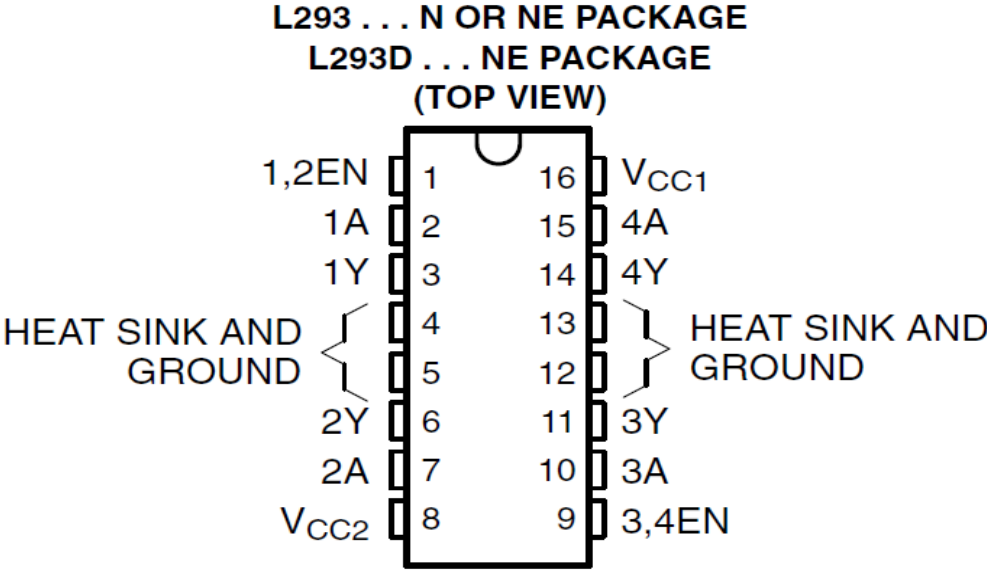 L293 . . . N OR NE PACKAGE
L293D . . . NE PACKAGE
(TOP VIEW)
1,2EN 1 16 VCC1
1A 2 15 4A
1Y 3 14 4Y
HEAT SINK AND 4 13 HEAT SINK AND
GROUND 5 12 GROUND
2Y 6 11 3Y
2A 7 10 3A
VCC2 8 9 3,4EN